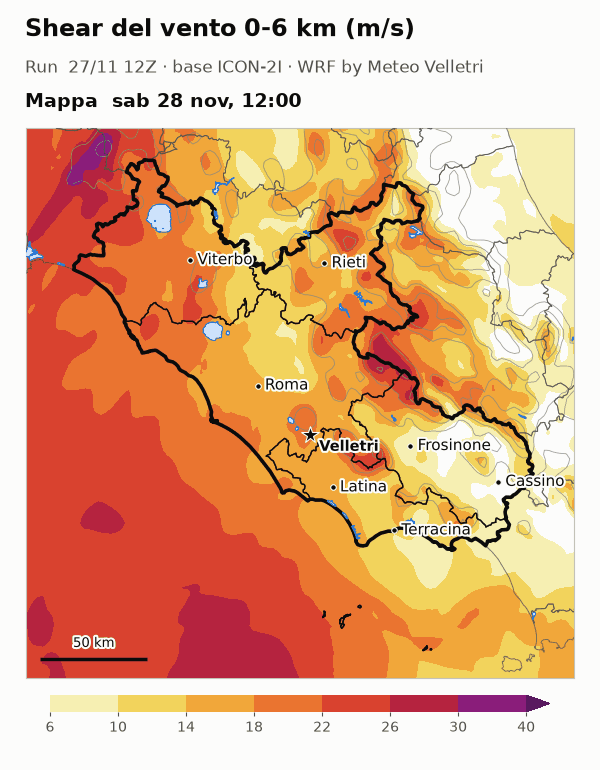 Shear del vento 0-6 km (m/s)
Run  27/11 12Z · base ICON-2I · WRF by Meteo Velletri
Mappa  sab 28 nov, 12:00
Viterbo
Rieti
Roma
Velletri
Frosinone
Latina
Cassino
Terracina
50 km
6 10 14 18 22 26 30 40